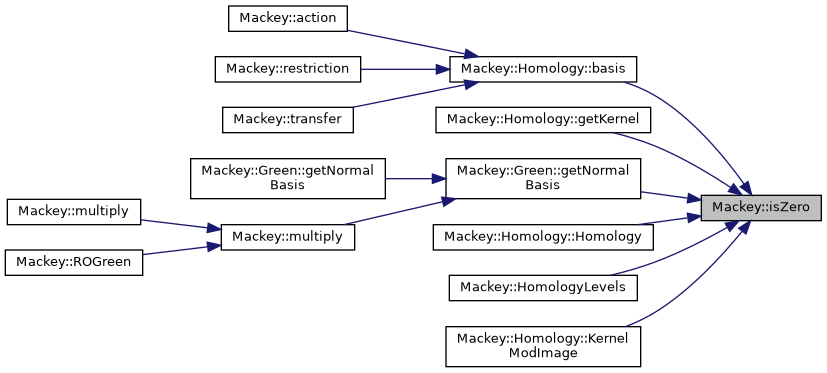 Mackey::action
Mackey::restriction
Mackey::Homology::basis
Mackey::transfer
Mackey::Homology::getKernel
Mackey::Green::getNormal
Basis
Mackey::Green::getNormal
Basis
Mackey::isZero
Mackey::multiply
Mackey::multiply
Mackey::Homology::Homology
Mackey::ROGreen
Mackey::HomologyLevels
Mackey::Homology::Kernel
ModImage